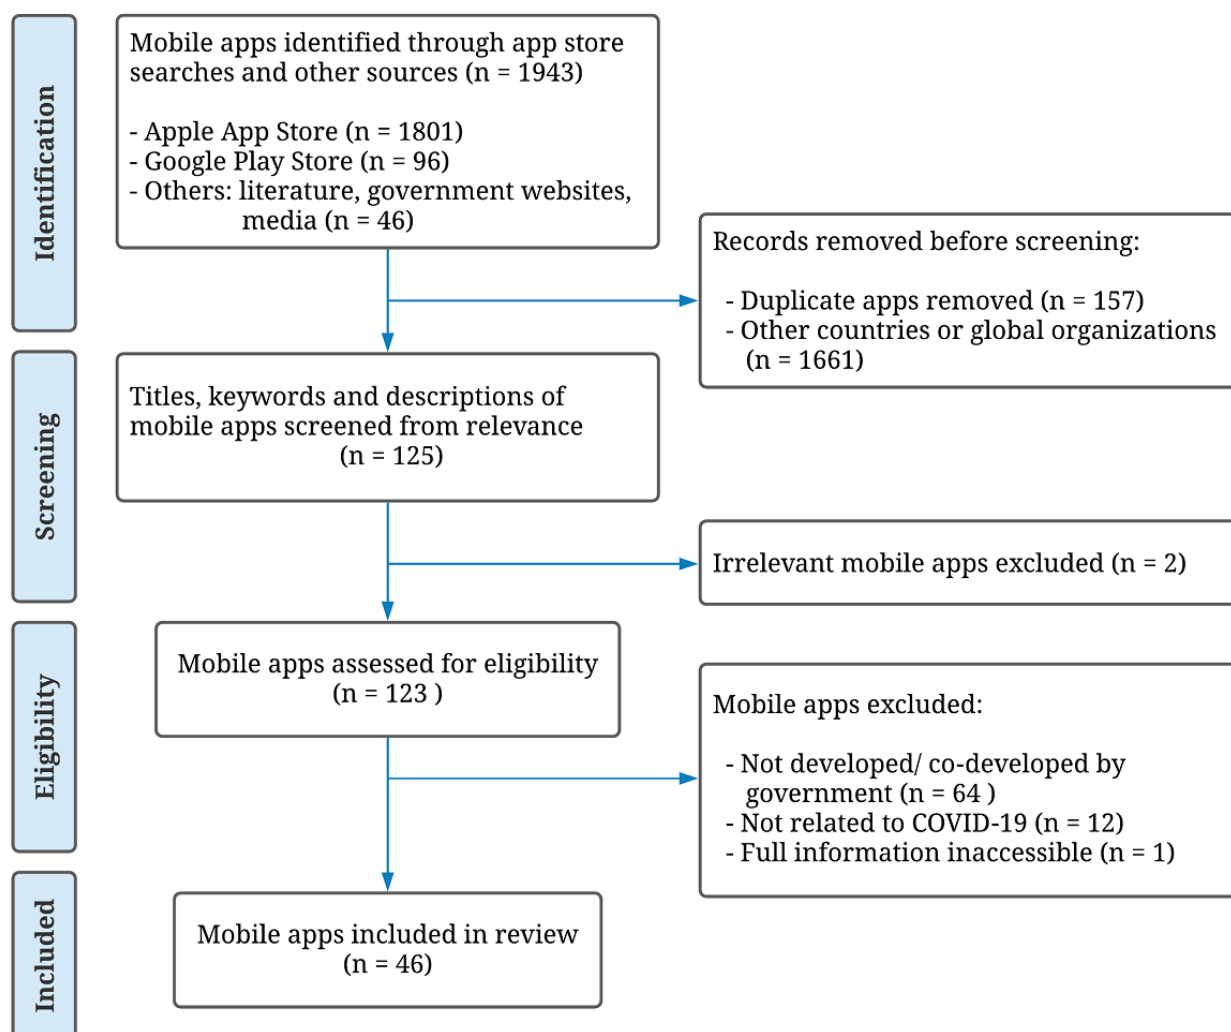 Identification
Mobile apps identified through app store
searches and other sources (n = 1943)
- Apple App Store (n = 1801)
- Google Play Store (n = 96)
- Others: literature, government websites,
media (n = 46)
Records removed before screening:
- Duplicate apps removed (n = 157)
- Other countries or global organizations
(n = 1661)
Screening
Titles, keywords and descriptions of
mobile apps screened from relevance
(n = 125)
Irrelevant mobile apps excluded (n = 2)
Eligibility
Mobile apps assessed for eligibility
(n = 123 )
Mobile apps excluded:
- Not developed/ co-developed by
government (n = 64 )
- Not related to COVID-19 (n = 12)
- Full information inaccessible (n = 1)
Included
Mobile apps included in review
(n = 46)